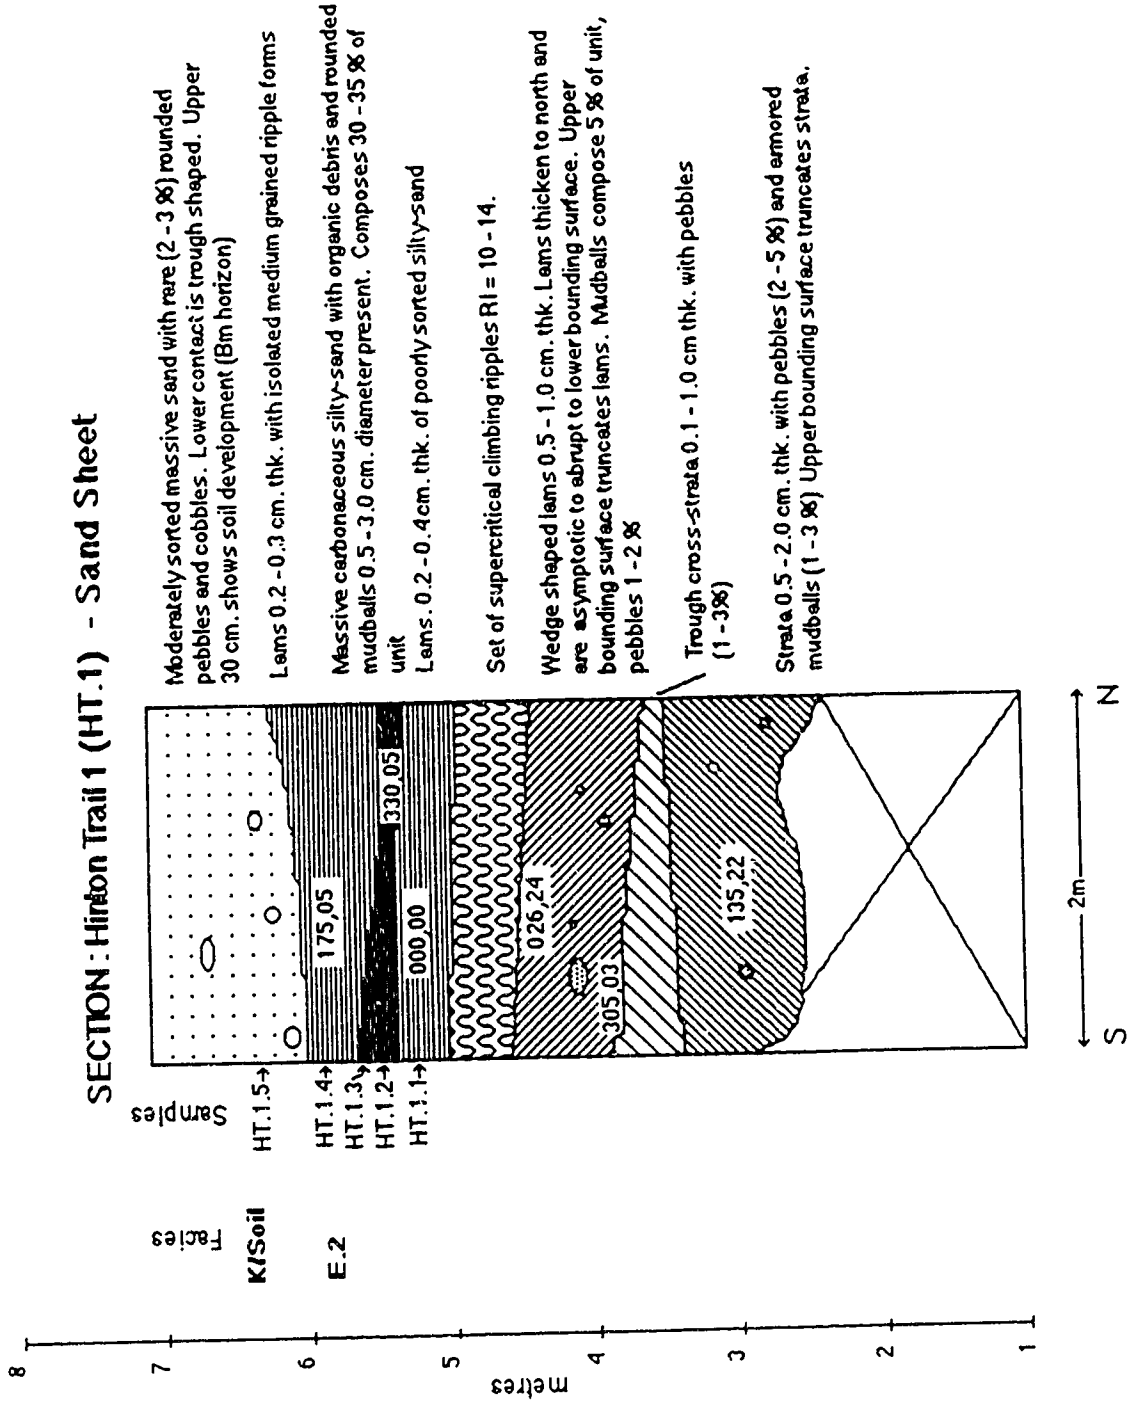 SECTION: Hinton Trail 1 (HT.1) - Sand Sheet
Facies
Samples
K/Soil
E.2
HT.1.5→
HT.1.4→
HT.1.3
HT.1.2→
HT.1.1→
175,05
330,05
000,00
026,24
305,03
135,22
Moderately sorted massive sand with rare (2 - 3 %) rounded
pebbles and cobbles. Lower contact is trough shaped. Upper
30 cm. shows soil development (Bm horizon)
Lams 0.2 - 0.3 cm. thk. with isolated medium grained ripple forms
Massive carbonaceous silty-sand with organic debris and rounded
mudballs 0.5 - 3.0 cm. diameter present. Composes 30 - 35 % of
unit
Lams. 0.2 - 0.4 cm. thk. of poorly sorted silty-sand
Set of supercritical climbing ripples RI = 10 - 14.
Wedge shaped lams 0.5 - 1.0 cm. thk. Lams thicken to north and
are asymptotic to abrupt to lower bounding surface. Upper
bounding surface truncates lams. Mudballs compose 5 % of unit,
pebbles 1 - 2 %
Trough cross-strata 0.1 - 1.0 cm thk. with pebbles
(1 - 3%)
Strata 0.5 - 2.0 cm. thk. with pebbles (2 - 5 %) and armored
mudballs (1 - 3 %) Upper bounding surface truncates strata.
8
7
6
5
4
3
2
1
metres
S
2m
N